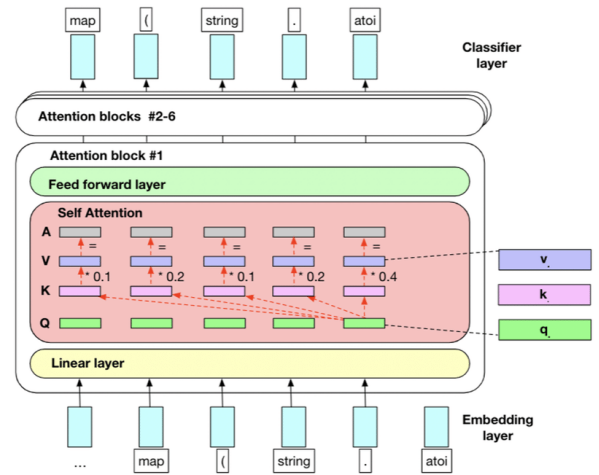 map ( string . atoi
Classifier
layer
Attention blocks #2-6
Attention block #1
Feed forward layer
Self Attention
A
= = = = =
V
v.
* 0.1 * 0.2 * 0.1 * 0.2 * 0.4
K
k.
Q
q.
Linear layer
Embedding
layer
... map ( string . atoi